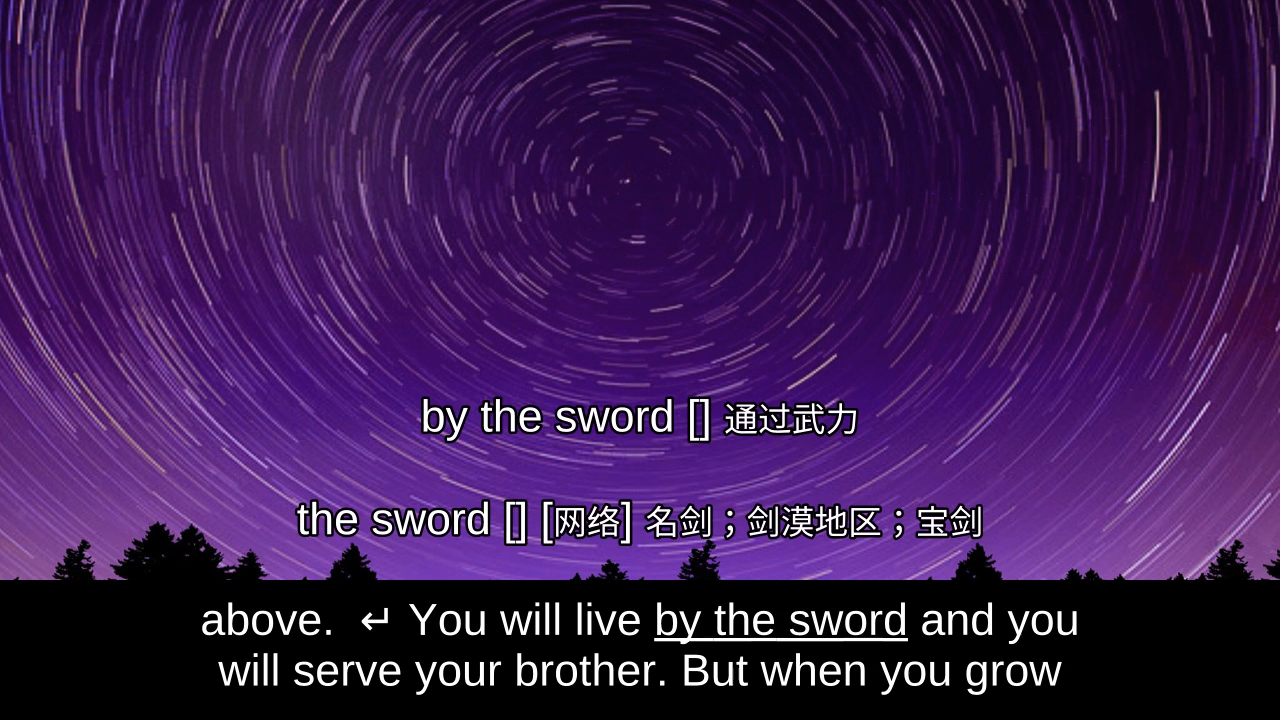 by the sword [] 通过武力
the sword [] [网络] 名剑；剑漠地区；宝剑
above.  ↵ You will live by the sword and you
will serve your brother. But when you grow